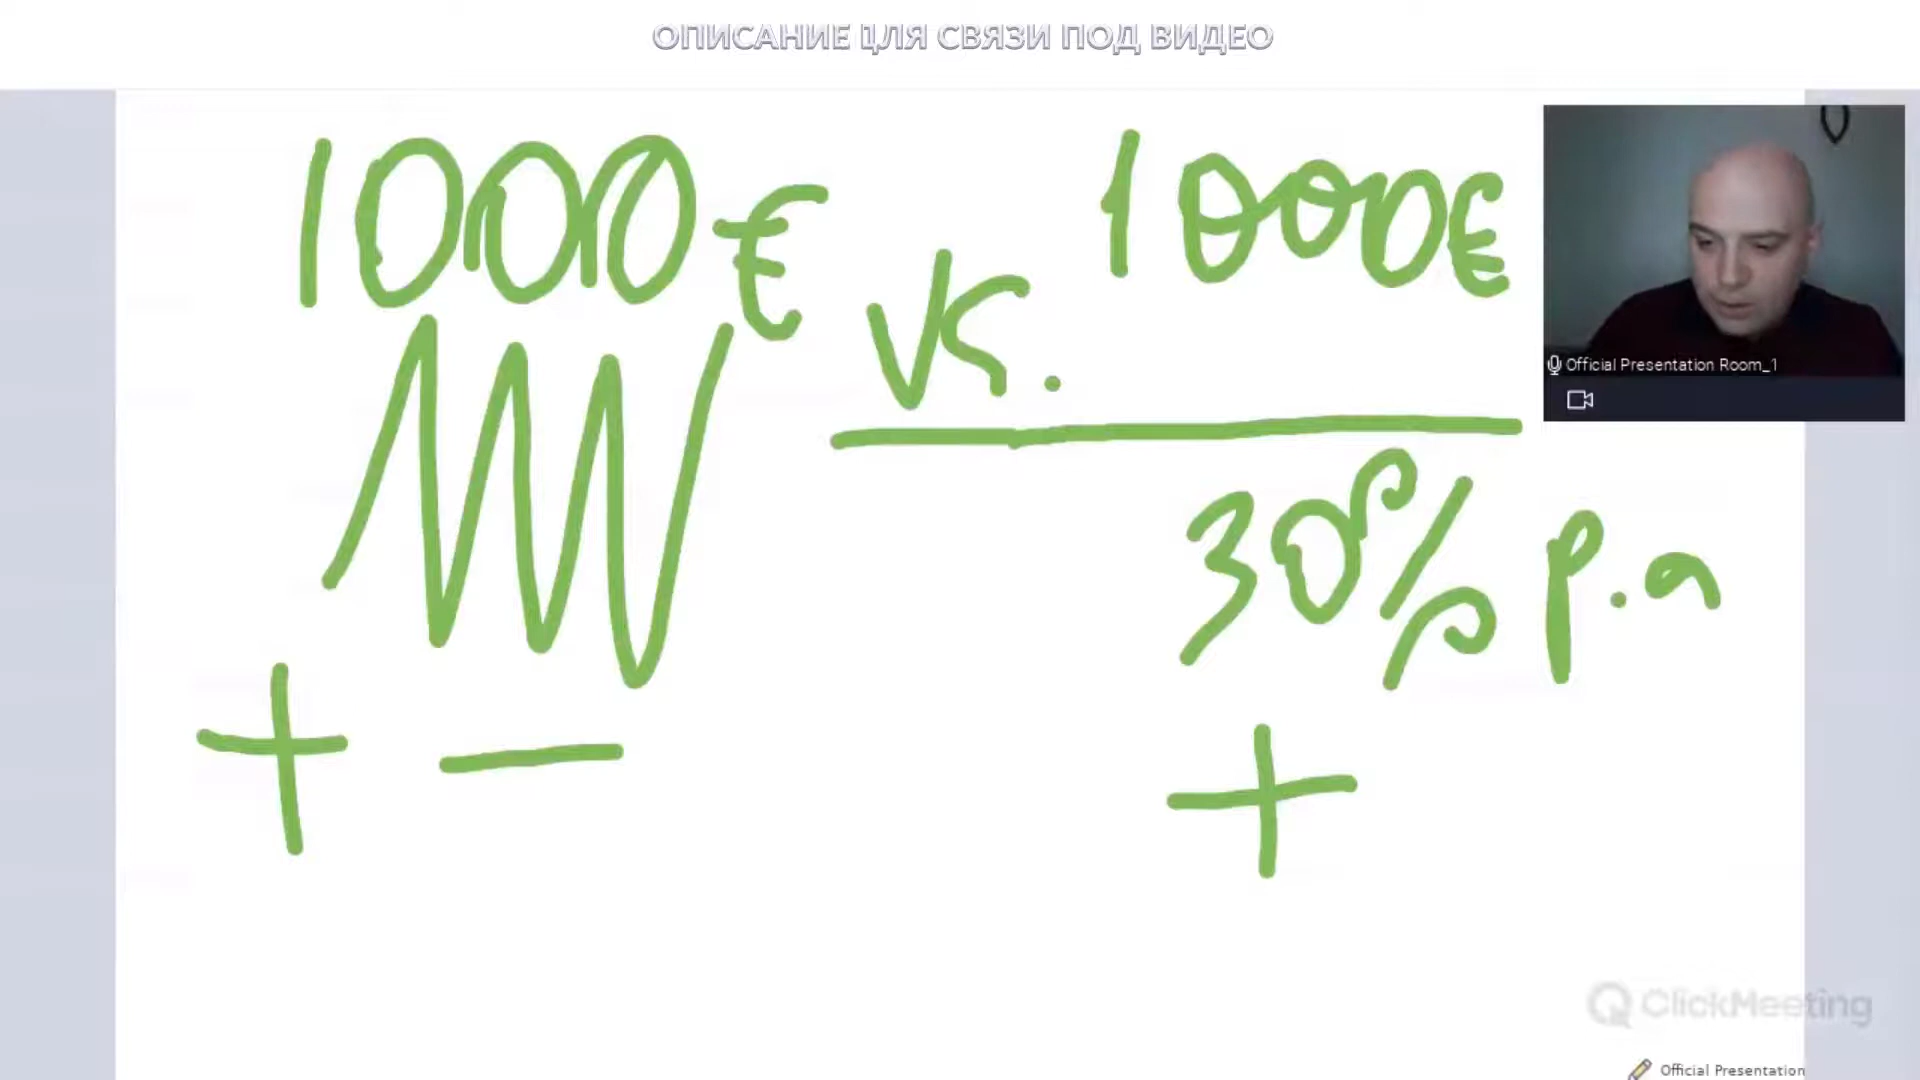 ОПИСАНИЕ ДЛЯ СВЯЗИ ПОД ВИДЕО
1000€ vs. 1000€
30% p.a
+ − +
Official Presentation Room_1
ClickMeeting
Official Presentation